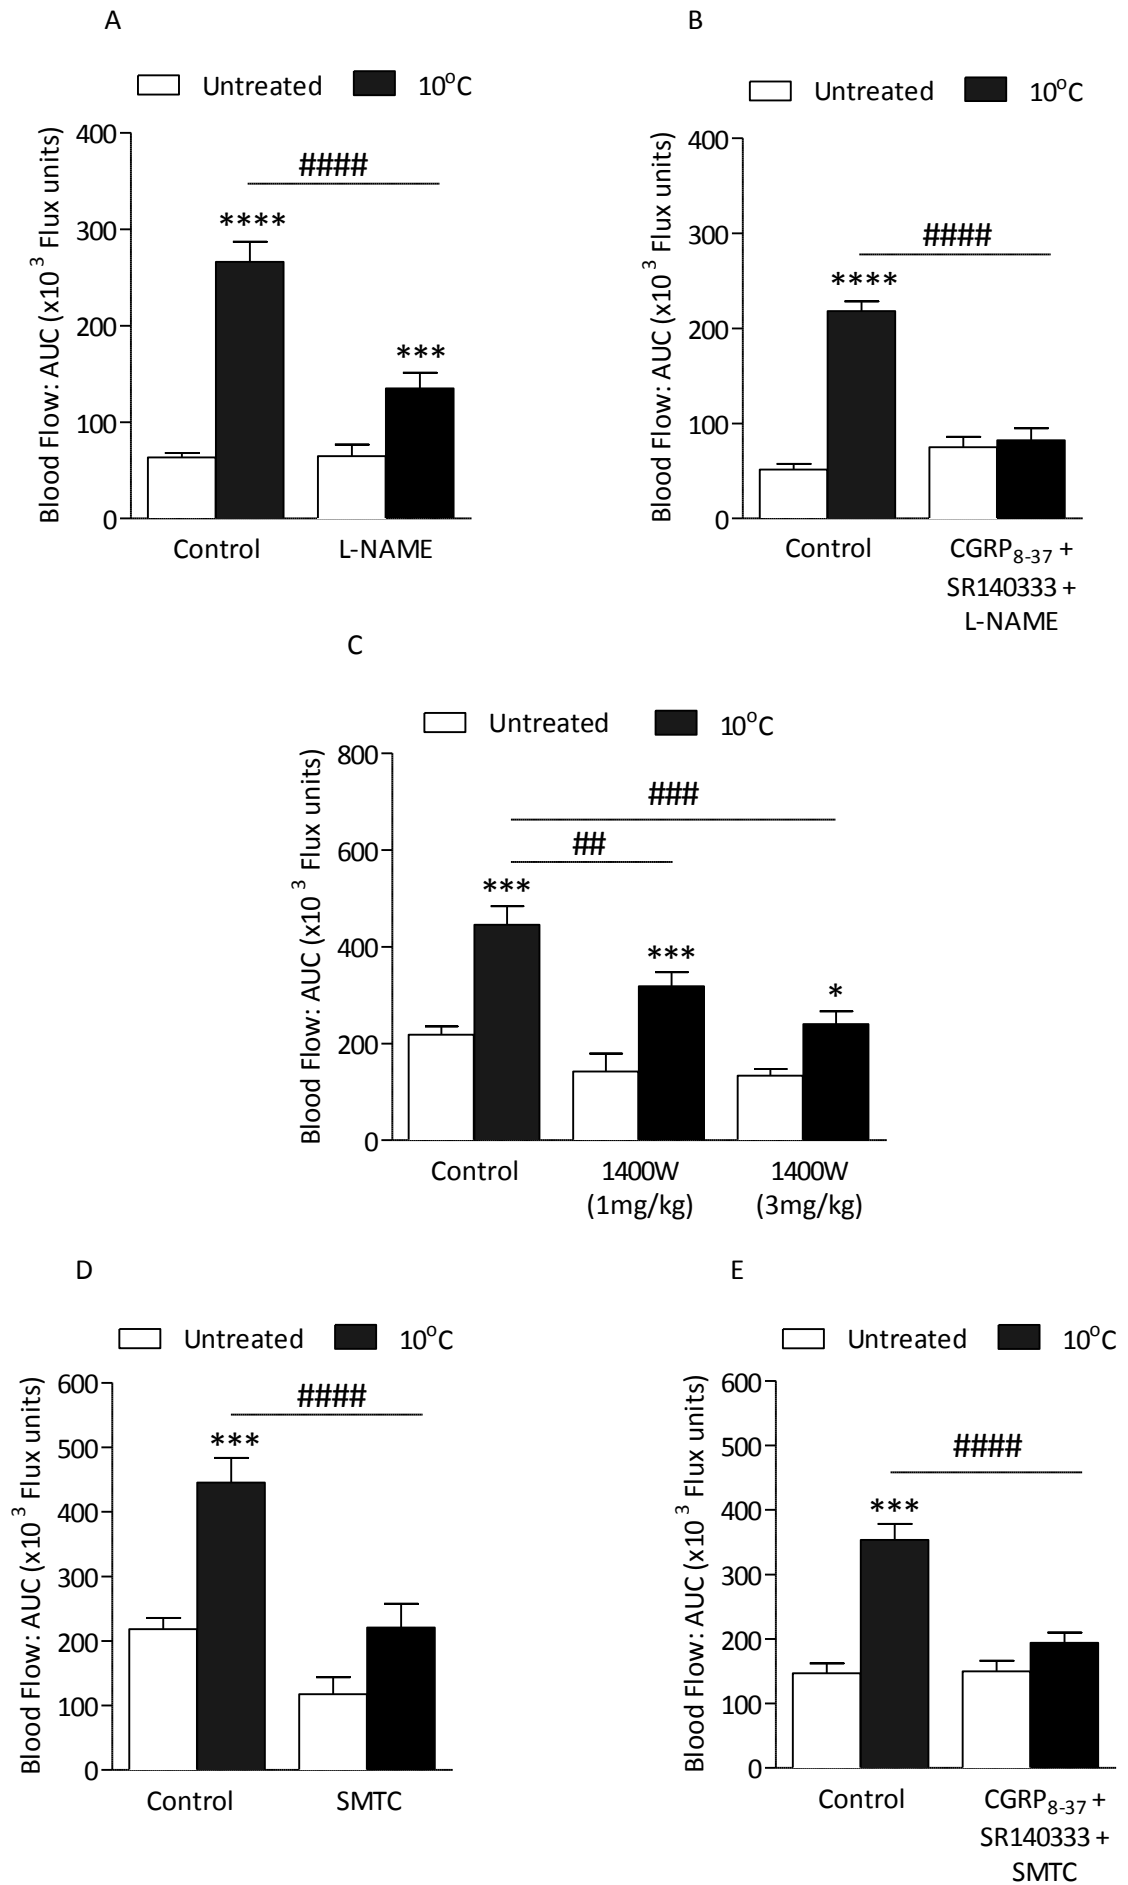 A
Untreated 10°C
Blood Flow: AUC (x10³ Flux units)
400
300
200
100
0
####
****
***
Control L-NAME
B
Untreated 10°C
Blood Flow: AUC (x10³ Flux units)
400
300
200
100
0
####
****
Control CGRP₈₋₃₇ +
SR140333 +
L-NAME
C
Untreated 10°C
Blood Flow: AUC (x10³ Flux units)
800
600
400
200
0
###
##
***
***
*
Control 1400W 1400W
(1mg/kg) (3mg/kg)
D
Untreated 10°C
Blood Flow: AUC (x10³ Flux units)
600
500
400
300
200
100
0
####
***
Control SMTC
E
Untreated 10°C
Blood Flow: AUC (x10³ Flux units)
600
500
400
300
200
100
0
####
***
Control CGRP₈₋₃₇ +
SR140333 +
SMTC